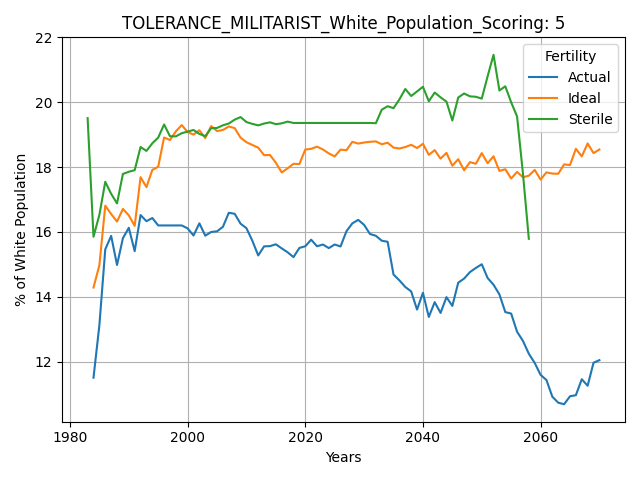 TOLERANCE_MILITARIST_White_Population_Scoring: 5
Fertility
Actual
Ideal
Sterile
% of White Population
22
20
18
16
14
12
1980
2000
2020
2040
2060
Years